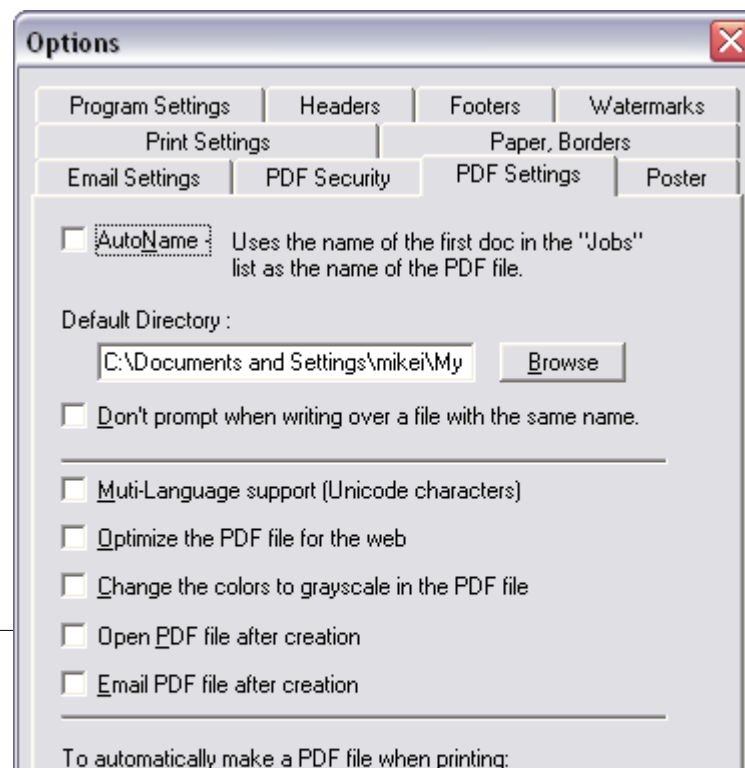 Options
Program Settings Headers Footers Watermarks
Print Settings Paper, Borders
Email Settings PDF Security PDF Settings Poster
AutoName - Uses the name of the first doc in the "Jobs"
list as the name of the PDF file.
Default Directory :
C:\Documents and Settings\mikei\My Browse
Don't prompt when writing over a file with the same name.
Muti-Language support (Unicode characters)
Optimize the PDF file for the web
Change the colors to grayscale in the PDF file
Open PDF file after creation
Email PDF file after creation
To automatically make a PDF file when printing: